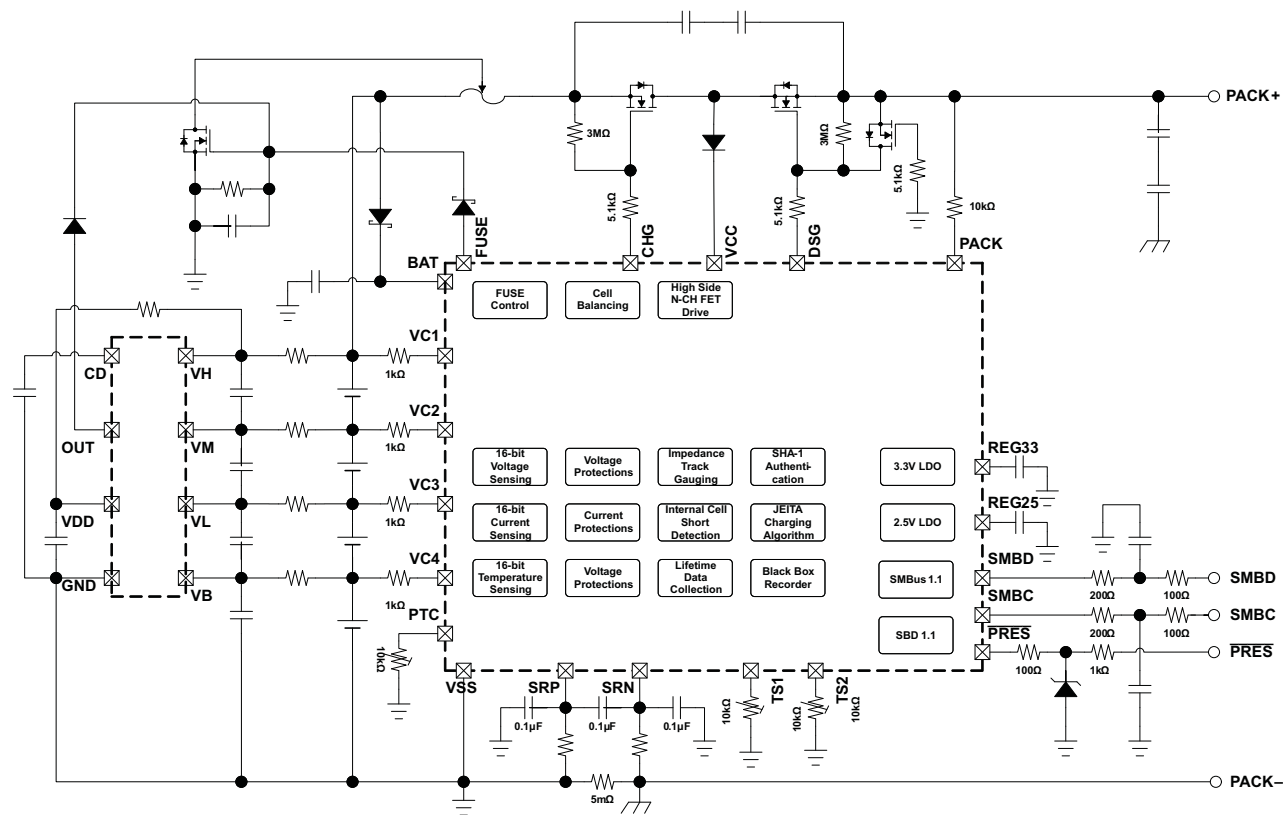 PACK+
3MΩ
3MΩ
5.1kΩ
5.1kΩ
5.1kΩ
10kΩ
FUSE
CHG
VCC
DSG
PACK
BAT
FUSE
Control
Cell
Balancing
High Side
N-CH FET
Drive
CD
VH
VC1
1kΩ
OUT
VM
VC2
1kΩ
VDD
VL
VC3
1kΩ
GND
VB
VC4
1kΩ
PTC
10kΩ
16-bit
Voltage
Sensing
Voltage
Protections
Impedance
Track
Gauging
SHA-1
Authenti-
cation
3.3V LDO
REG33
16-bit
Current
Sensing
Current
Protections
Internal Cell
Short
Detection
JEITA
Charging
Algorithm
2.5V LDO
REG25
16-bit
Temperature
Sensing
Voltage
Protections
Lifetime
Data
Collection
Black Box
Recorder
SMBus 1.1
SMBD
200Ω
100Ω
SMBD
SMBC
200Ω
100Ω
SMBC
SBD 1.1
PRES
100Ω
1kΩ
PRES
VSS
SRP
SRN
TS1
TS2
0.1µF
0.1µF
0.1µF
10kΩ
10kΩ
10kΩ
5mΩ
PACK–